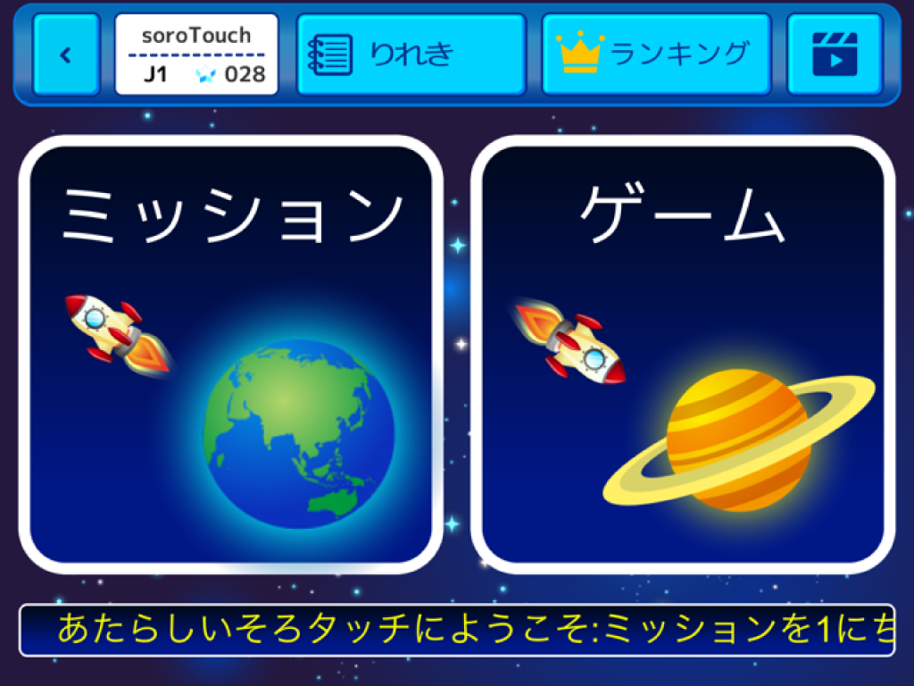 soroTouch
J1 028
りれき
ランキング
ミッション
ゲーム
あたらしいそろタッチにようこそ:ミッションを1にち